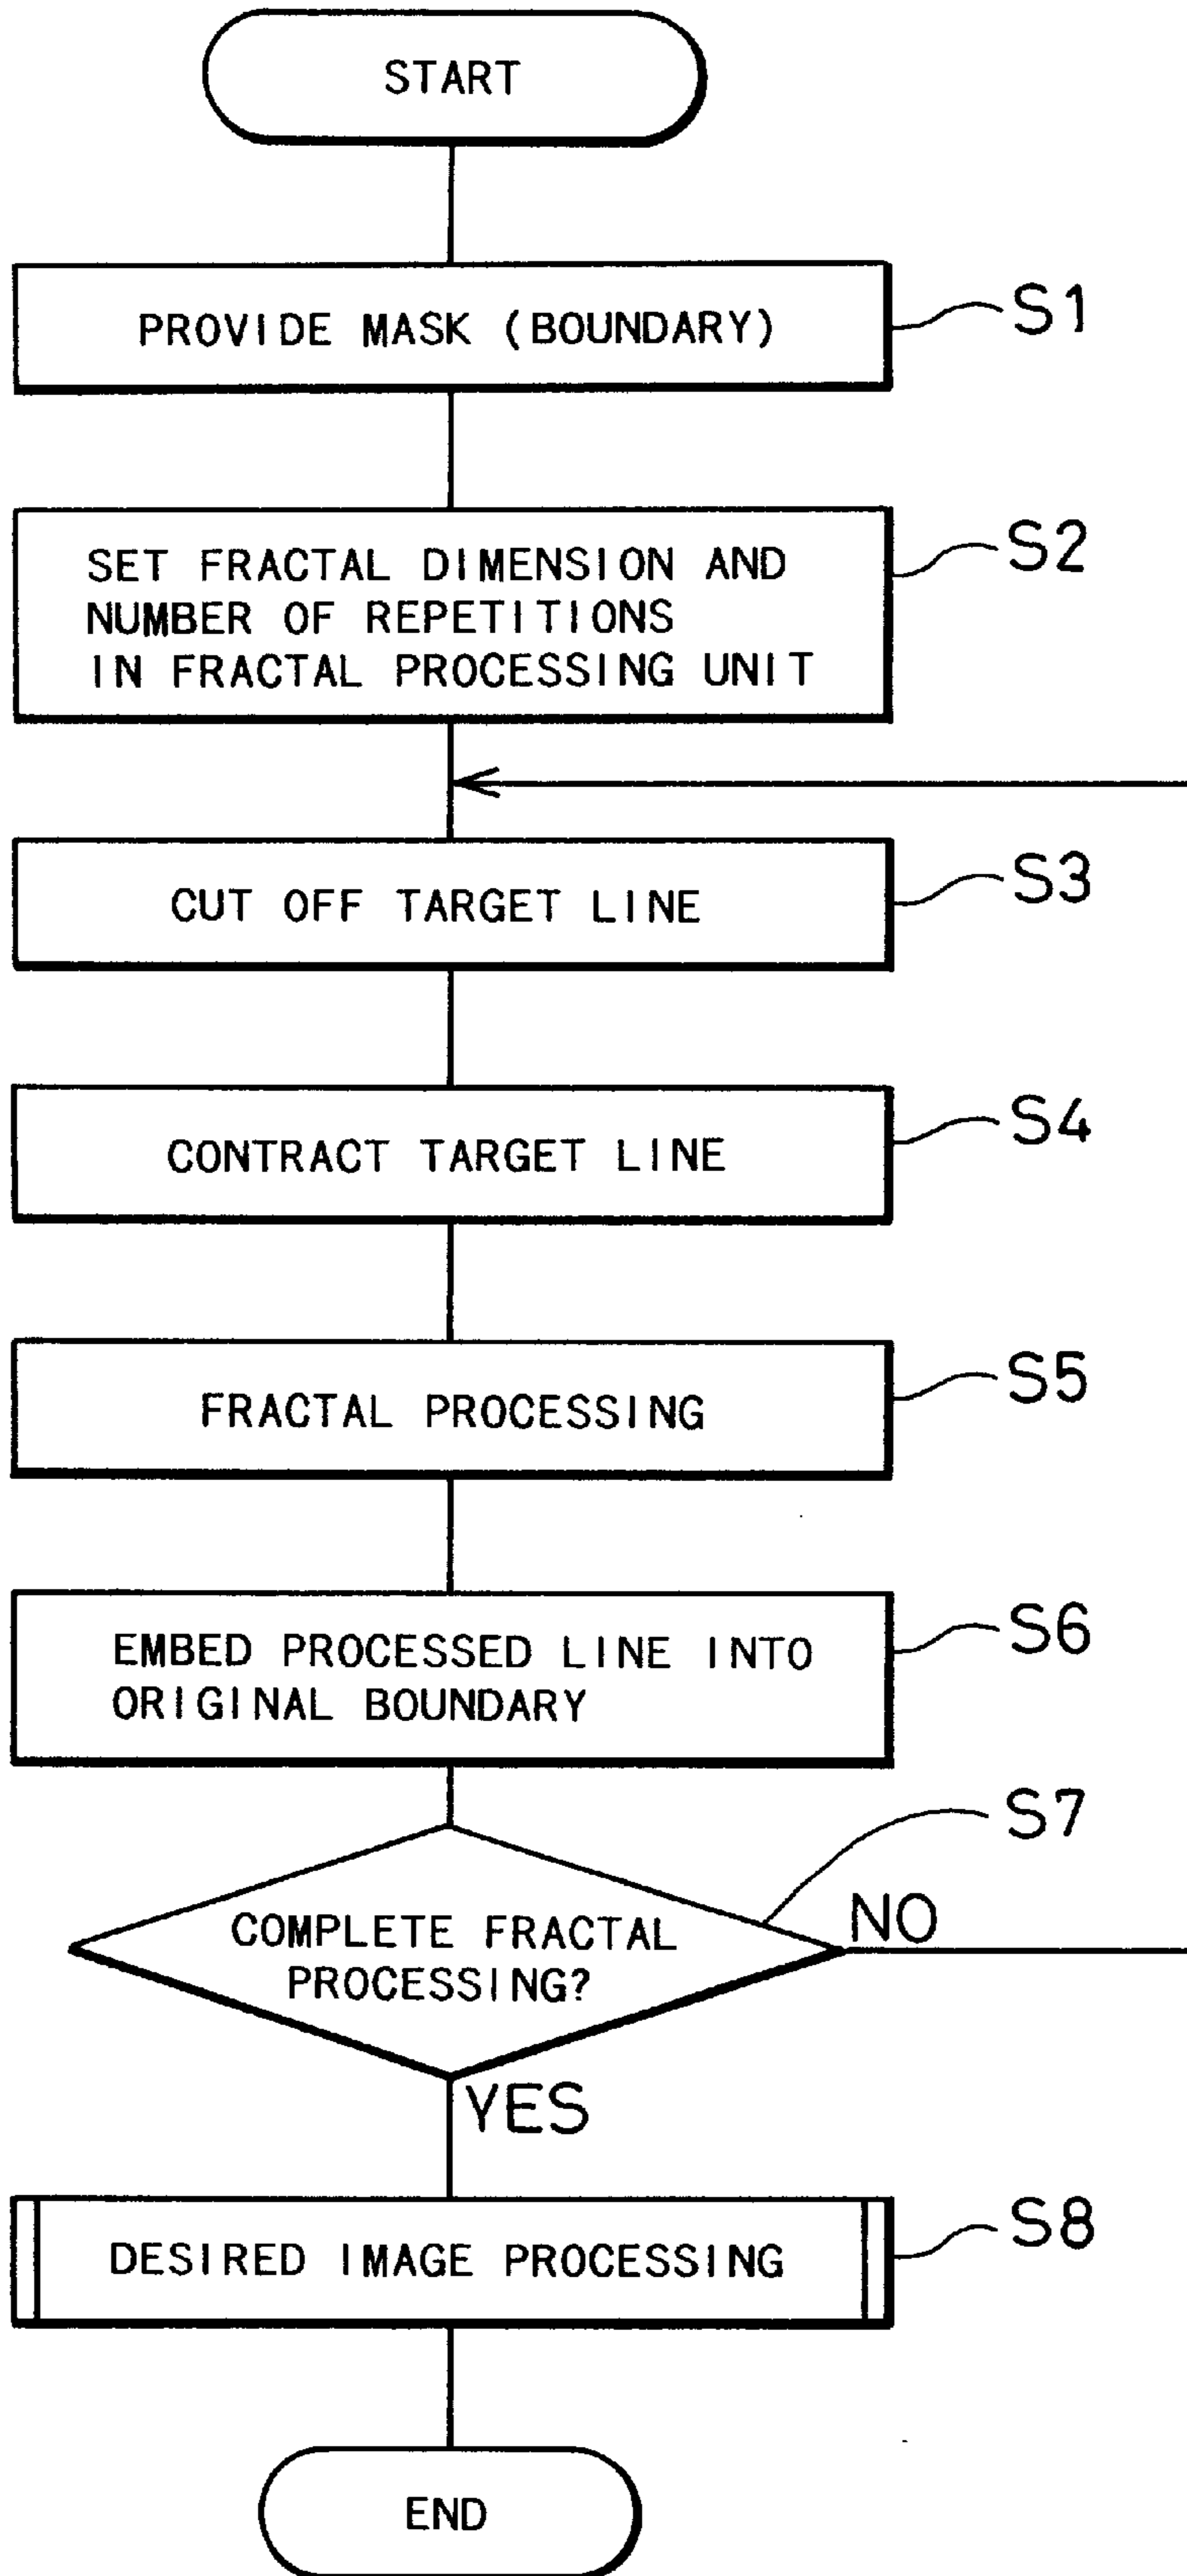 START
PROVIDE MASK (BOUNDARY)
S1
SET FRACTAL DIMENSION AND
NUMBER OF REPETITIONS
IN FRACTAL PROCESSING UNIT
S2
CUT OFF TARGET LINE
S3
CONTRACT TARGET LINE
S4
FRACTAL PROCESSING
S5
EMBED PROCESSED LINE INTO
ORIGINAL BOUNDARY
S6
S7
COMPLETE FRACTAL
PROCESSING?
NO
YES
DESIRED IMAGE PROCESSING
S8
END